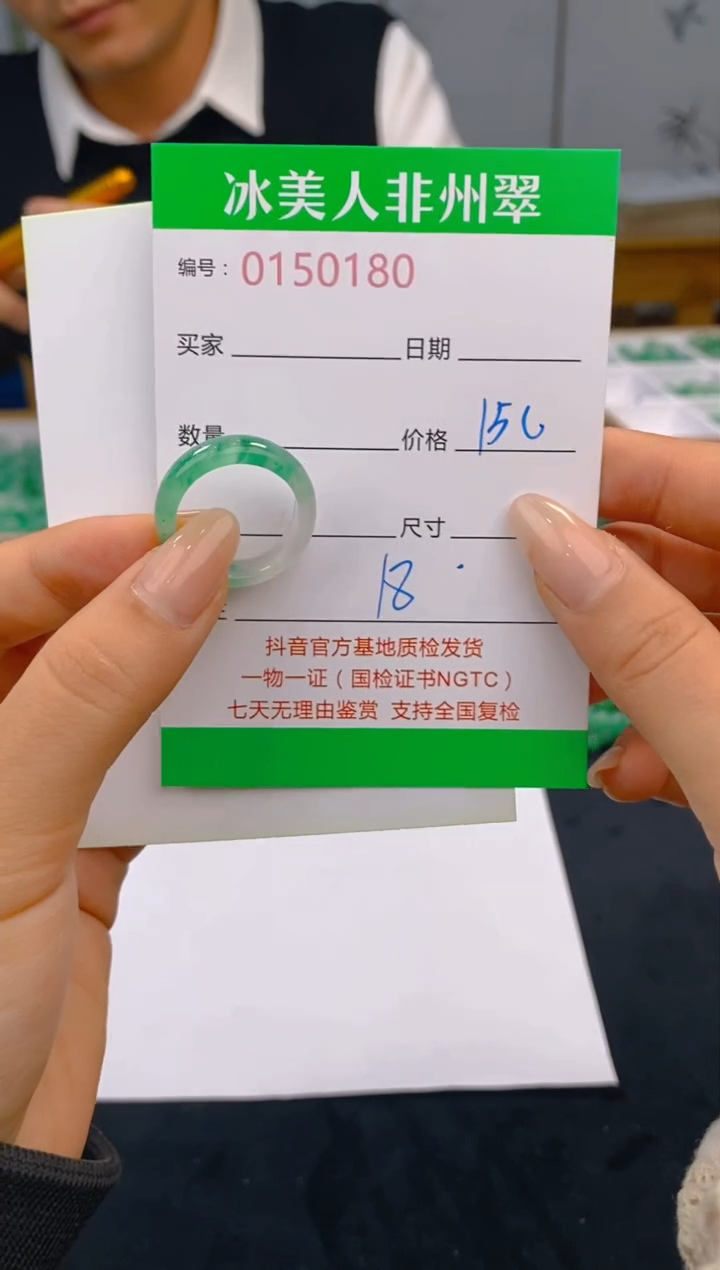 冰美人非州翠
编号：0150180
买家 日期
数量 价格 150
尺寸
18
抖音官方基地质检发货
一物一证（国检证书NGTC）
七天无理由鉴赏 支持全国复检